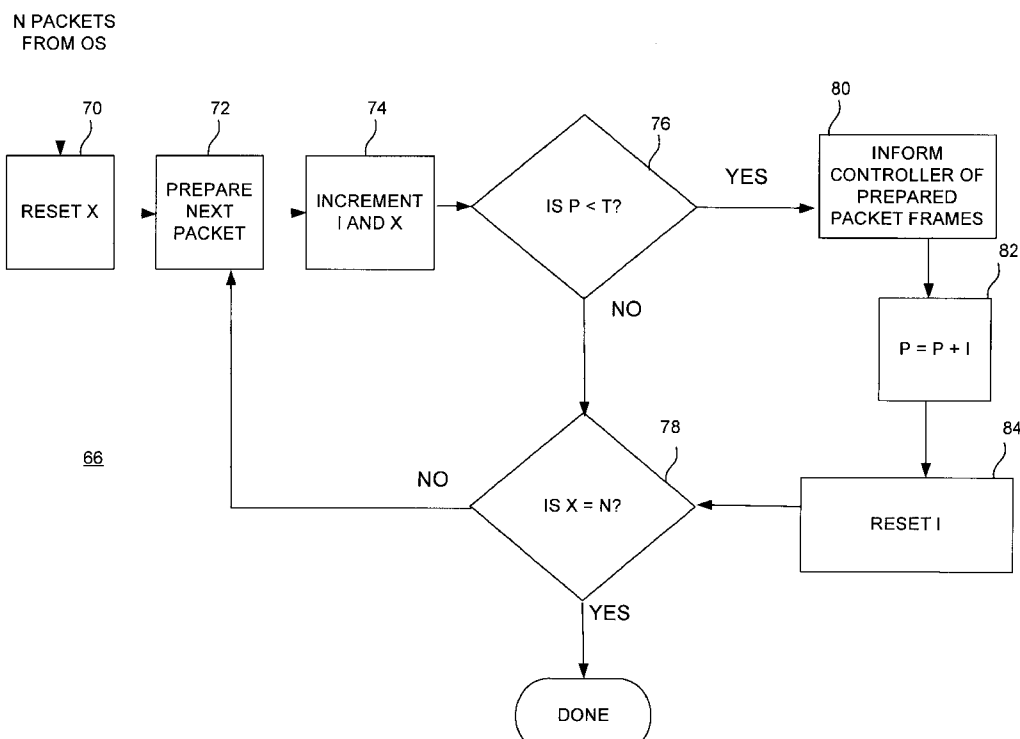 N PACKETS
FROM OS
70
72
74
76
80
RESET X
PREPARE
NEXT
PACKET
INCREMENT
I AND X
IS P < T?
YES
INFORM
CONTROLLER OF
PREPARED
PACKET FRAMES
NO
82
P = P + I
66
NO
78
IS X = N?
84
RESET I
YES
DONE